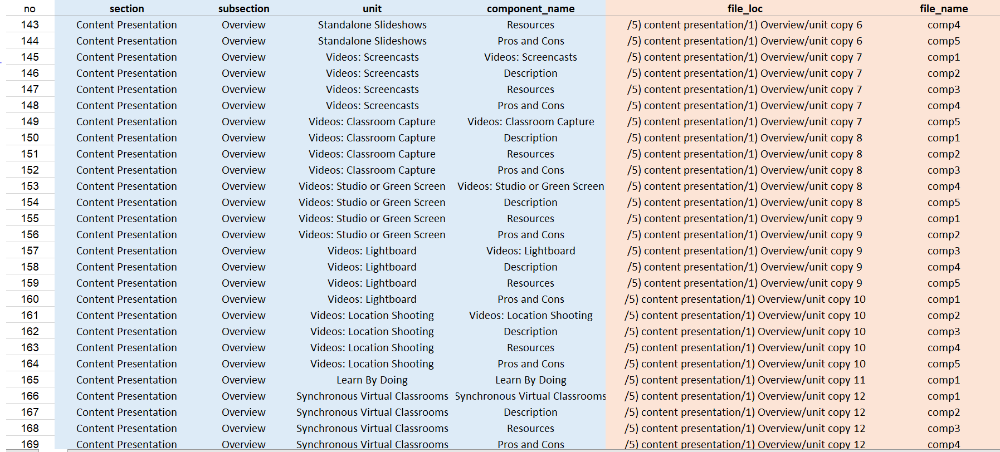 no section subsection unit component_name file_loc file_name
143 Content Presentation Overview Standalone Slideshows Resources /5) content presentation/1) Overview/unit copy 6 comp4
144 Content Presentation Overview Standalone Slideshows Pros and Cons /5) content presentation/1) Overview/unit copy 6 comp5
145 Content Presentation Overview Videos: Screencasts Videos: Screencasts /5) content presentation/1) Overview/unit copy 7 comp1
146 Content Presentation Overview Videos: Screencasts Description /5) content presentation/1) Overview/unit copy 7 comp2
147 Content Presentation Overview Videos: Screencasts Resources /5) content presentation/1) Overview/unit copy 7 comp3
148 Content Presentation Overview Videos: Screencasts Pros and Cons /5) content presentation/1) Overview/unit copy 7 comp4
149 Content Presentation Overview Videos: Classroom Capture Videos: Classroom Capture /5) content presentation/1) Overview/unit copy 7 comp5
150 Content Presentation Overview Videos: Classroom Capture Description /5) content presentation/1) Overview/unit copy 8 comp1
151 Content Presentation Overview Videos: Classroom Capture Resources /5) content presentation/1) Overview/unit copy 8 comp2
152 Content Presentation Overview Videos: Classroom Capture Pros and Cons /5) content presentation/1) Overview/unit copy 8 comp3
153 Content Presentation Overview Videos: Studio or Green Screen Videos: Studio or Green Screen /5) content presentation/1) Overview/unit copy 8 comp4
154 Content Presentation Overview Videos: Studio or Green Screen Description /5) content presentation/1) Overview/unit copy 8 comp5
155 Content Presentation Overview Videos: Studio or Green Screen Resources /5) content presentation/1) Overview/unit copy 9 comp1
156 Content Presentation Overview Videos: Studio or Green Screen Pros and Cons /5) content presentation/1) Overview/unit copy 9 comp2
157 Content Presentation Overview Videos: Lightboard Videos: Lightboard /5) content presentation/1) Overview/unit copy 9 comp3
158 Content Presentation Overview Videos: Lightboard Description /5) content presentation/1) Overview/unit copy 9 comp4
159 Content Presentation Overview Videos: Lightboard Resources /5) content presentation/1) Overview/unit copy 9 comp5
160 Content Presentation Overview Videos: Lightboard Pros and Cons /5) content presentation/1) Overview/unit copy 10 comp1
161 Content Presentation Overview Videos: Location Shooting Videos: Location Shooting /5) content presentation/1) Overview/unit copy 10 comp2
162 Content Presentation Overview Videos: Location Shooting Description /5) content presentation/1) Overview/unit copy 10 comp3
163 Content Presentation Overview Videos: Location Shooting Resources /5) content presentation/1) Overview/unit copy 10 comp4
164 Content Presentation Overview Videos: Location Shooting Pros and Cons /5) content presentation/1) Overview/unit copy 10 comp5
165 Content Presentation Overview Learn By Doing Learn By Doing /5) content presentation/1) Overview/unit copy 11 comp1
166 Content Presentation Overview Synchronous Virtual Classrooms Synchronous Virtual Classrooms /5) content presentation/1) Overview/unit copy 12 comp1
167 Content Presentation Overview Synchronous Virtual Classrooms Description /5) content presentation/1) Overview/unit copy 12 comp2
168 Content Presentation Overview Synchronous Virtual Classrooms Resources /5) content presentation/1) Overview/unit copy 12 comp3
169 Content Presentation Overview Synchronous Virtual Classrooms Pros and Cons /5) content presentation/1) Overview/unit copy 12 comp4